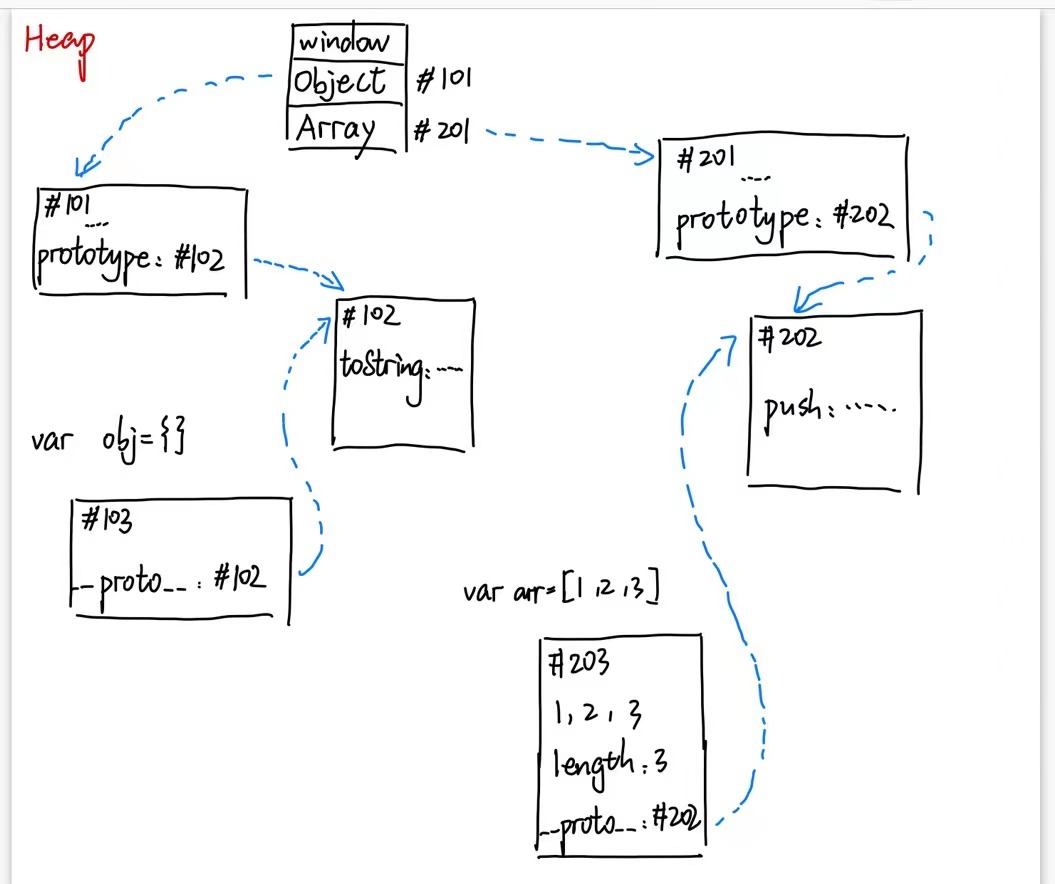 Heap
window
Object #101
Array #201
#101
....
prototype: #102
#201
....
prototype: #202
#102
toString: ....
#202
push: .....
var obj={}
#103
__proto__: #102
var arr=[1,2,3]
#203
1, 2, 3
length: 3
__proto__: #202